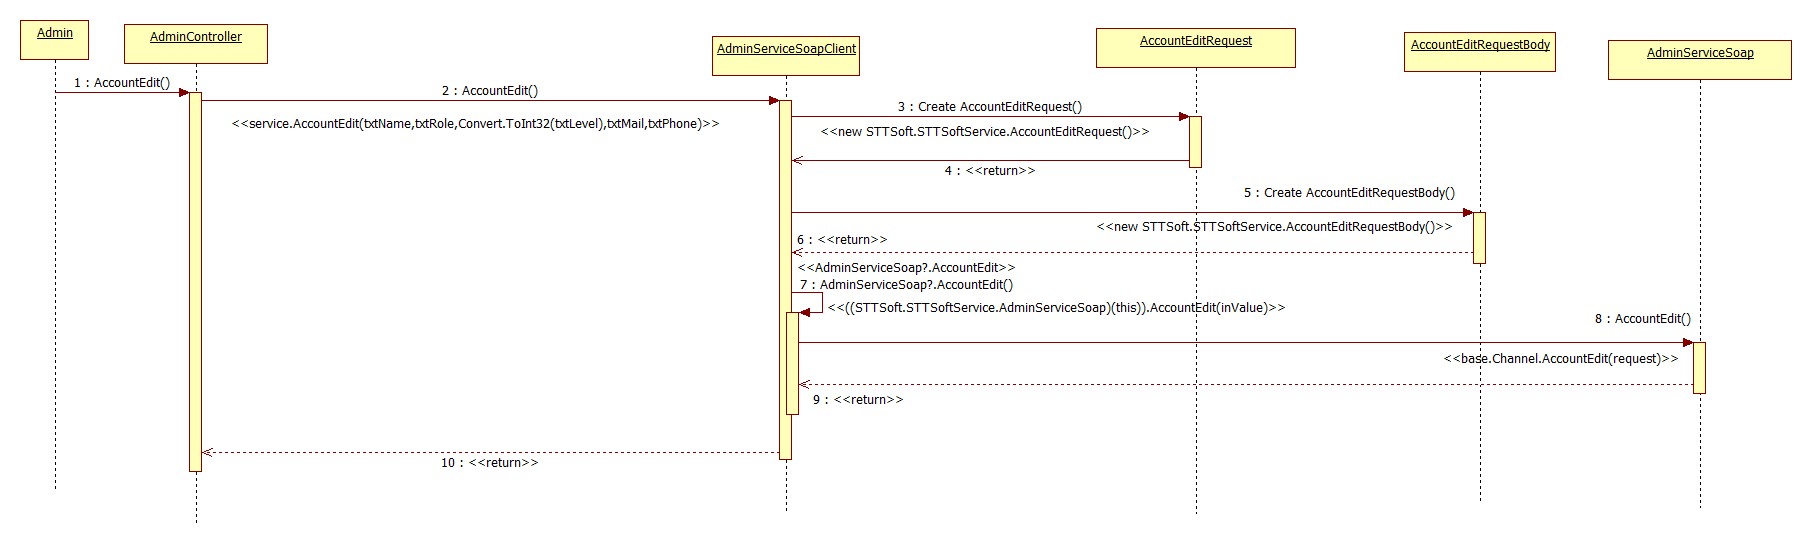 Admin
AdminController
AdminServiceSoapClient
AccountEditRequest
AccountEditRequestBody
AdminServiceSoap
1 : AccountEdit()
2 : AccountEdit()
<<service.AccountEdit(txtName,txtRole,Convert.ToInt32(txtLevel),txtMail,txtPhone)>>
3 : Create AccountEditRequest()
<<new STTSoft.STTSoftService.AccountEditRequest()>>
4 : <<return>>
5 : Create AccountEditRequestBody()
<<new STTSoft.STTSoftService.AccountEditRequestBody()>>
6 : <<return>>
<<AdminServiceSoap?.AccountEdit>>
7 : AdminServiceSoap?.AccountEdit()
<<((STTSoft.STTSoftService.AdminServiceSoap)(this)).AccountEdit(inValue)>>
8 : AccountEdit()
<<base.Channel.AccountEdit(request)>>
9 : <<return>>
10 : <<return>>